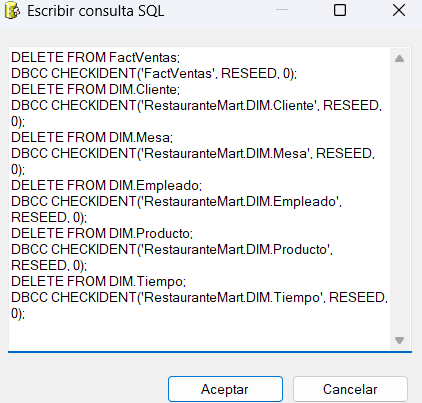 Escribir consulta SQL
DELETE FROM FactVentas;
DBCC CHECKIDENT('FactVentas', RESEED, 0);
DELETE FROM DIM.Cliente;
DBCC CHECKIDENT('RestauranteMart.DIM.Cliente', RESEED,
0);
DELETE FROM DIM.Mesa;
DBCC CHECKIDENT('RestauranteMart.DIM.Mesa', RESEED,
0);
DELETE FROM DIM.Empleado;
DBCC CHECKIDENT('RestauranteMart.DIM.Empleado',
RESEED, 0);
DELETE FROM DIM.Producto;
DBCC CHECKIDENT('RestauranteMart.DIM.Producto',
RESEED, 0);
DELETE FROM DIM.Tiempo;
DBCC CHECKIDENT('RestauranteMart.DIM.Tiempo', RESEED,
0);
Aceptar
Cancelar